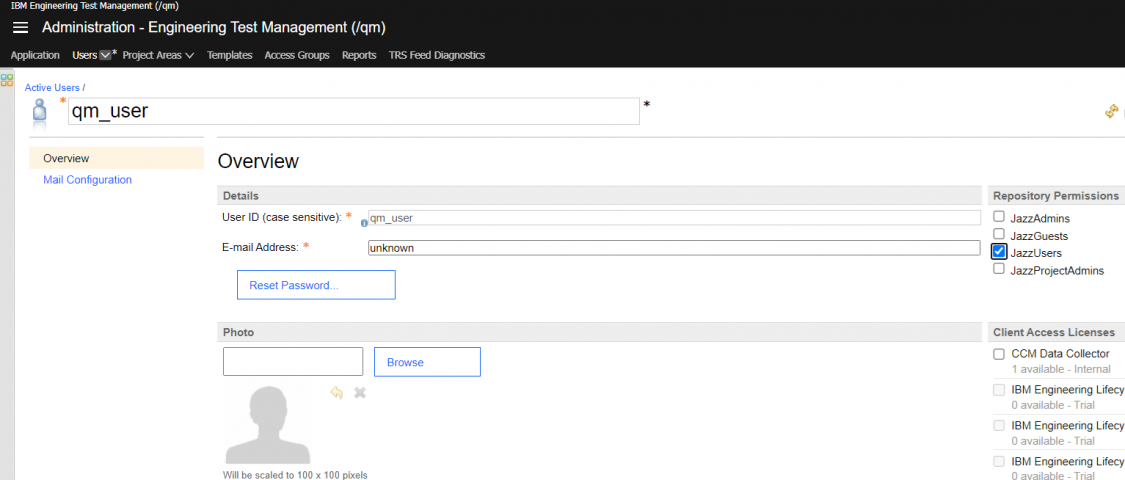 IBM Engineering Test Management (/qm)
Administration - Engineering Test Management (/qm)
Application Users * Project Areas Templates Access Groups Reports TRS Feed Diagnostics
Active Users /
* qm_user *
Overview
Mail Configuration
Overview
Details
User ID (case sensitive): * qm_user
E-mail Address: * unknown
Reset Password...
Photo
Browse
Will be scaled to 100 x 100 pixels
Repository Permissions
JazzAdmins
JazzGuests
JazzUsers
JazzProjectAdmins
Client Access Licenses
CCM Data Collector
1 available - Internal
IBM Engineering Lifecy
0 available - Trial
IBM Engineering Lifecy
0 available - Trial
IBM Engineering Lifecy
0 available - Trial